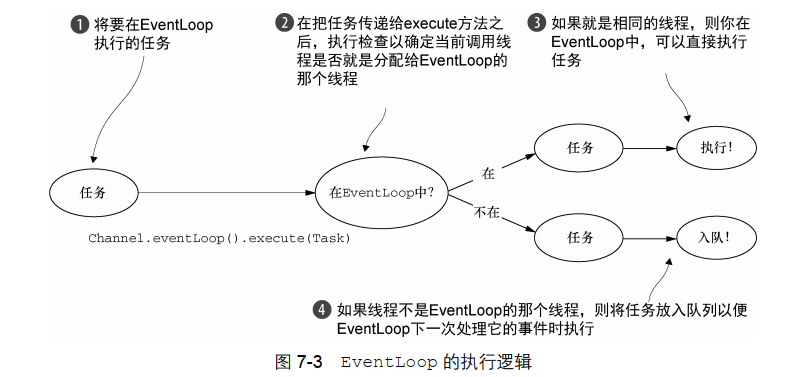 ❶ 将要在EventLoop
执行的任务
❷ 在把任务传递给execute方法之
后，执行检查以确定当前调用线
程是否就是分配给EventLoop的
那个线程
❸ 如果就是相同的线程，则你在
EventLoop中，可以直接执行
任务
任务
Channel.eventLoop().execute(Task)
在EventLoop中?
在
不在
任务
执行!
任务
入队!
❹ 如果线程不是EventLoop的那个线程，则将任务放入队列以便
EventLoop下一次处理它的事件时执行
图 7-3 EventLoop 的执行逻辑